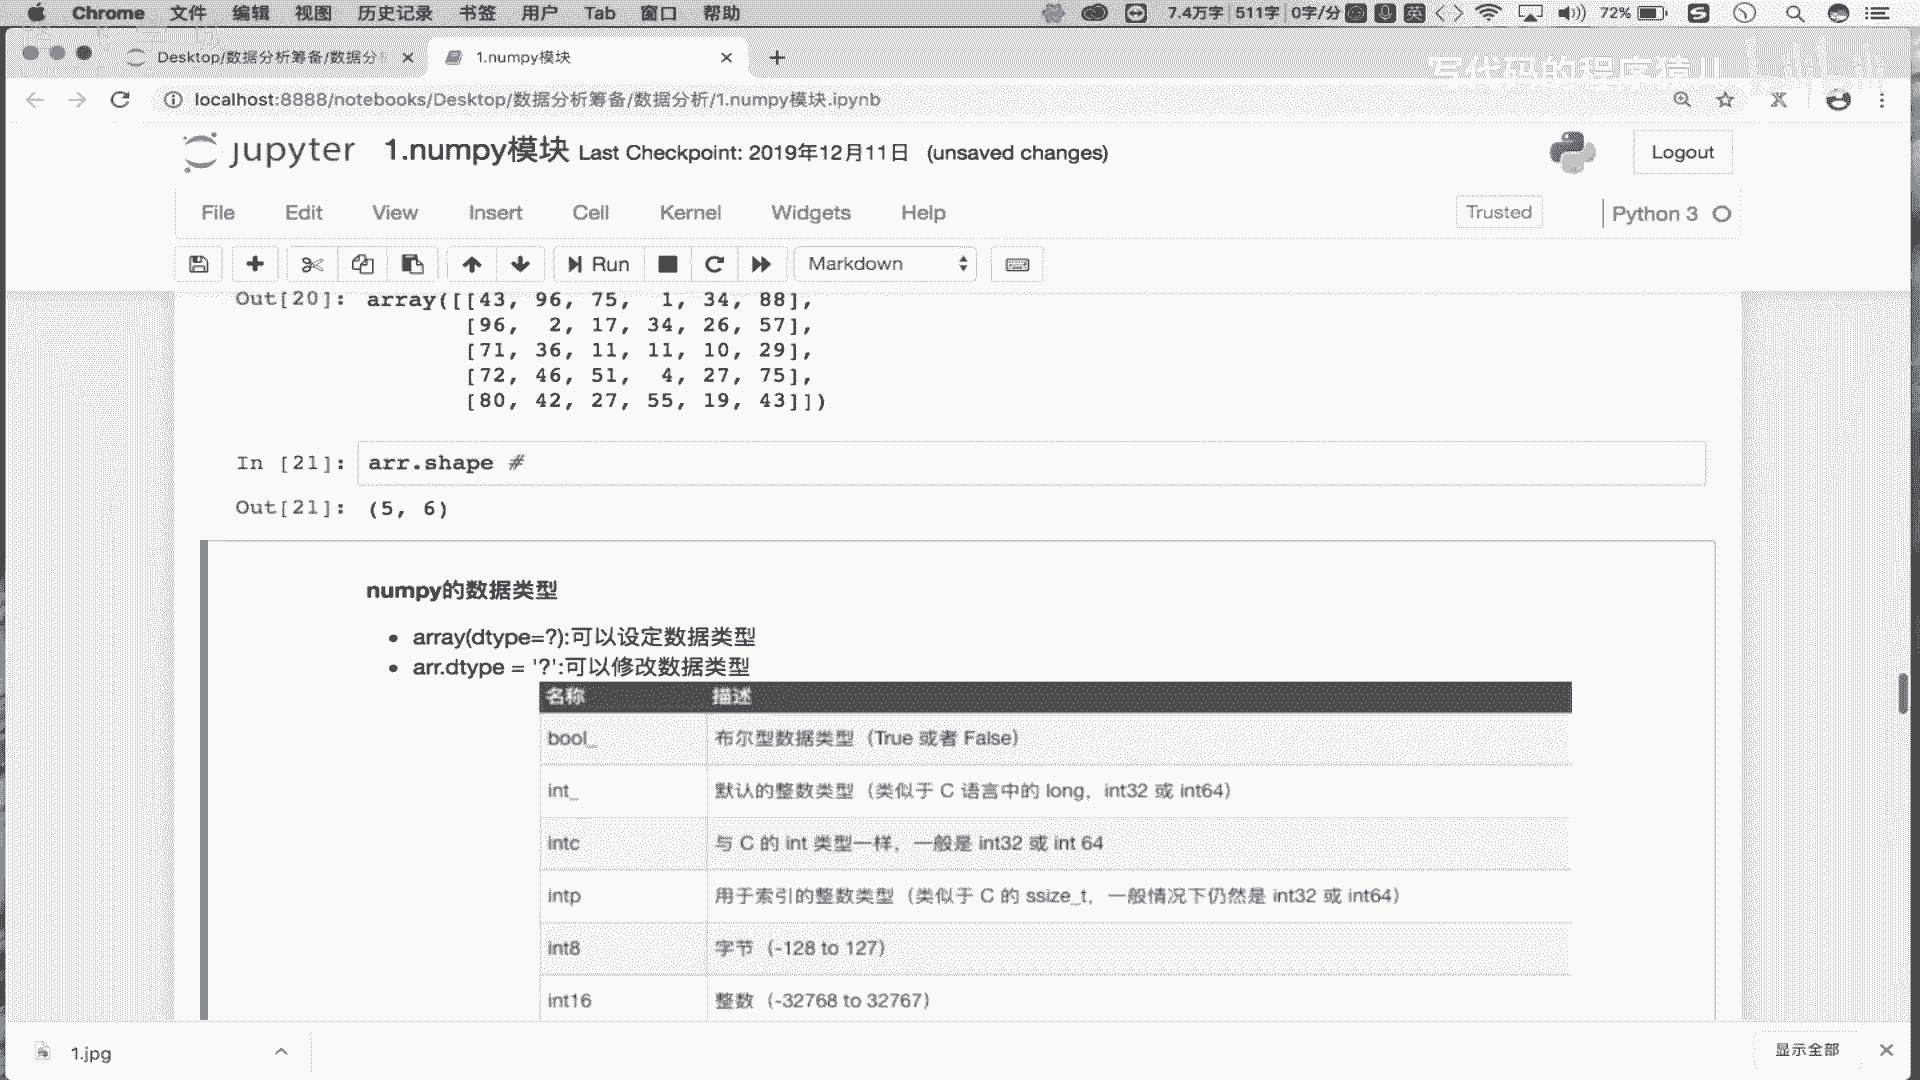 Chrome 文件 编辑 视图 历史记录 书签 用户 Tab 窗口 帮助 7.4万字 511字 0字/分 英 72%
Desktop/数据分析筹备/数据分析 1.numpy模块
写代码的程序猿JL bilibili
localhost:8888/notebooks/Desktop/数据分析筹备/数据分析/1.numpy模块.ipynb
jupyter 1.numpy模块 Last Checkpoint: 2019年12月11日 (unsaved changes) Logout
File Edit View Insert Cell Kernel Widgets Help Trusted Python 3
Run Markdown
Out[20]: array([[43, 96, 75, 1, 34, 88],
[96, 2, 17, 34, 26, 57],
[71, 36, 11, 11, 10, 29],
[72, 46, 51, 4, 27, 75],
[80, 42, 27, 55, 19, 43]])
In [21]: arr.shape #
Out[21]: (5, 6)
numpy的数据类型
• array(dtype=?):可以设定数据类型
• arr.dtype = '?':可以修改数据类型
名称 描述
bool_ 布尔型数据类型（True 或者 False）
int_ 默认的整数类型（类似于 C 语言中的 long，int32 或 int64）
intc 与 C 的 int 类型一样，一般是 int32 或 int 64
intp 用于索引的整数类型（类似于 C 的 ssize_t，一般情况下仍然是 int32 或 int64）
int8 字节（-128 to 127）
int16 整数（-32768 to 32767）
1.jpg 显示全部